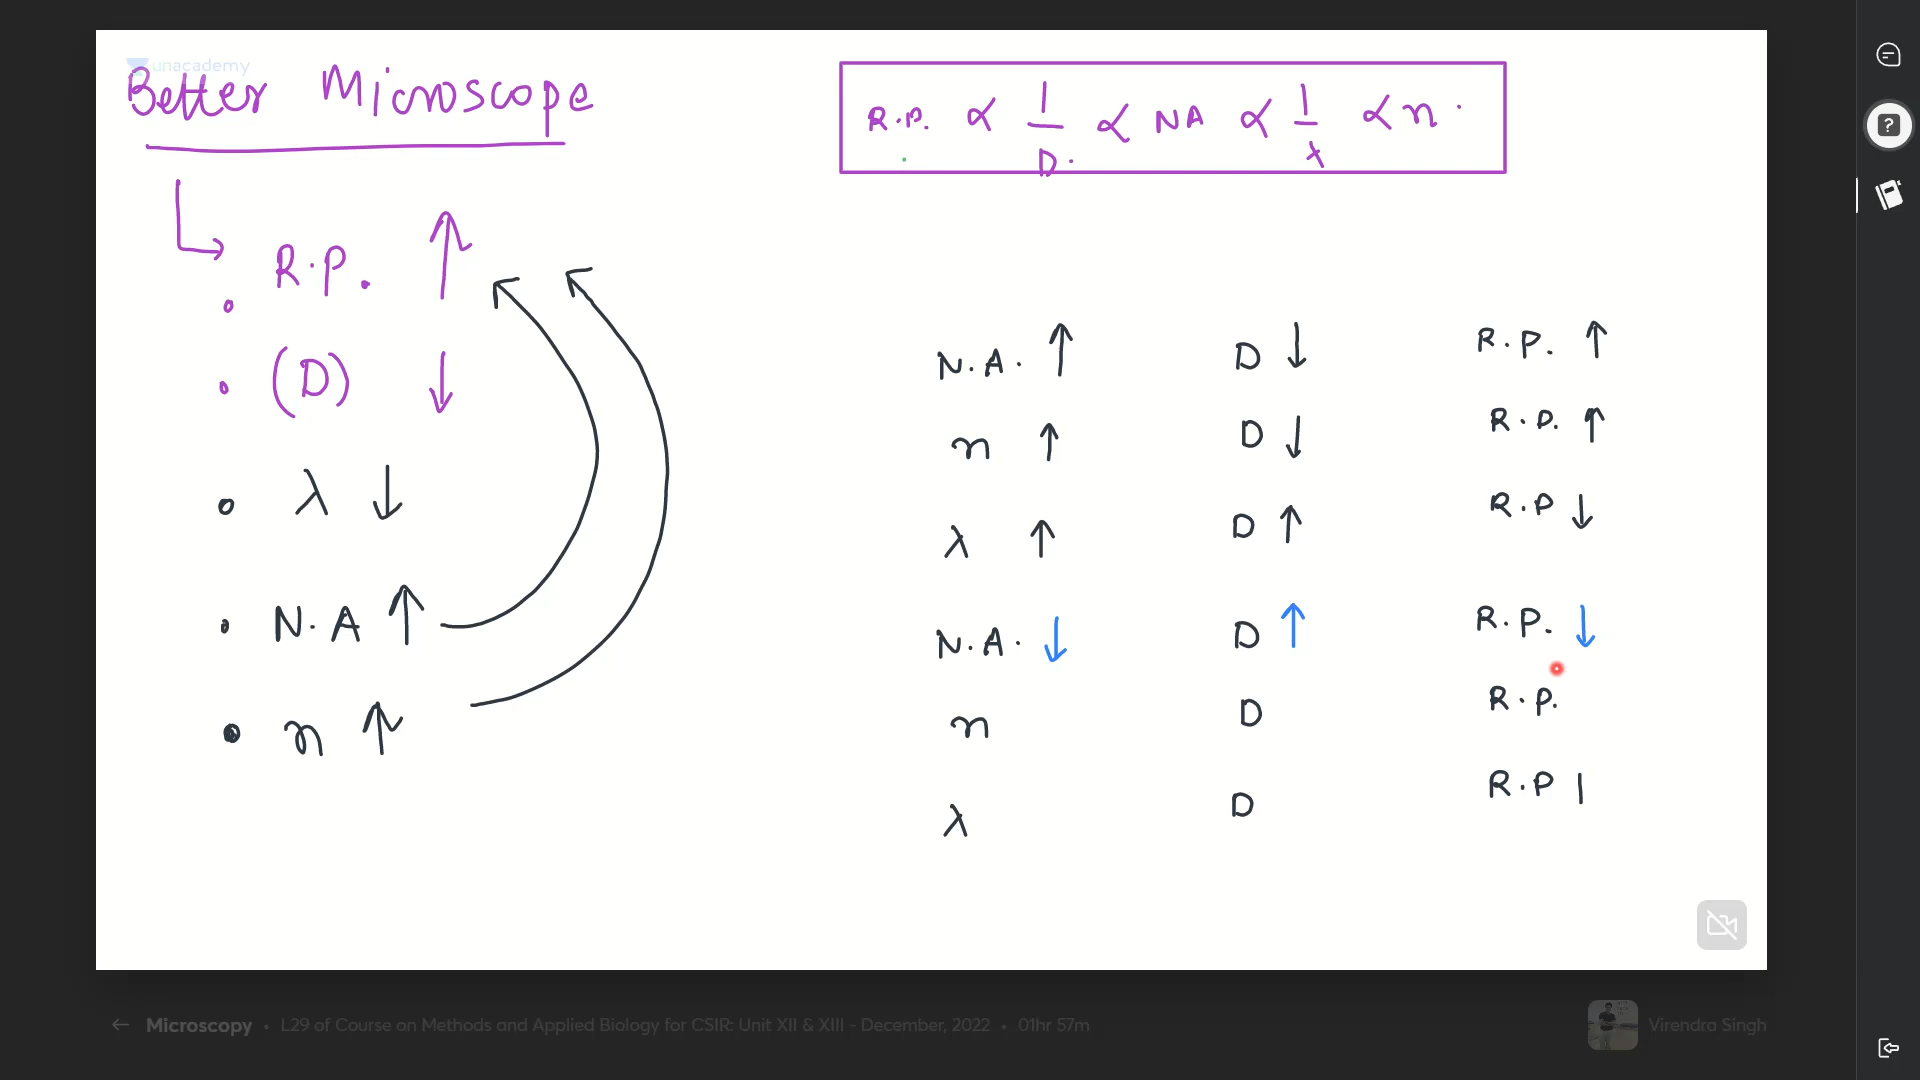 unacademy
Better Microscope
R.P. ∝ 1/D. ∝ NA ∝ 1/λ ∝ n.
R.P. ↑
(D) ↓
λ ↓
N.A ↑
n ↑
N.A. ↑ D ↓ R.P. ↑
n ↑ D ↓ R.P. ↑
λ ↑ D ↑ R.P ↓
N.A. ↓ D ↑ R.P. ↓
n D R.P.
λ D R.P |
← Microscopy • L29 of Course on Methods and Applied Biology for CSIR: Unit XII & XIII - December, 2022 • 01hr 57m
Virendra Singh